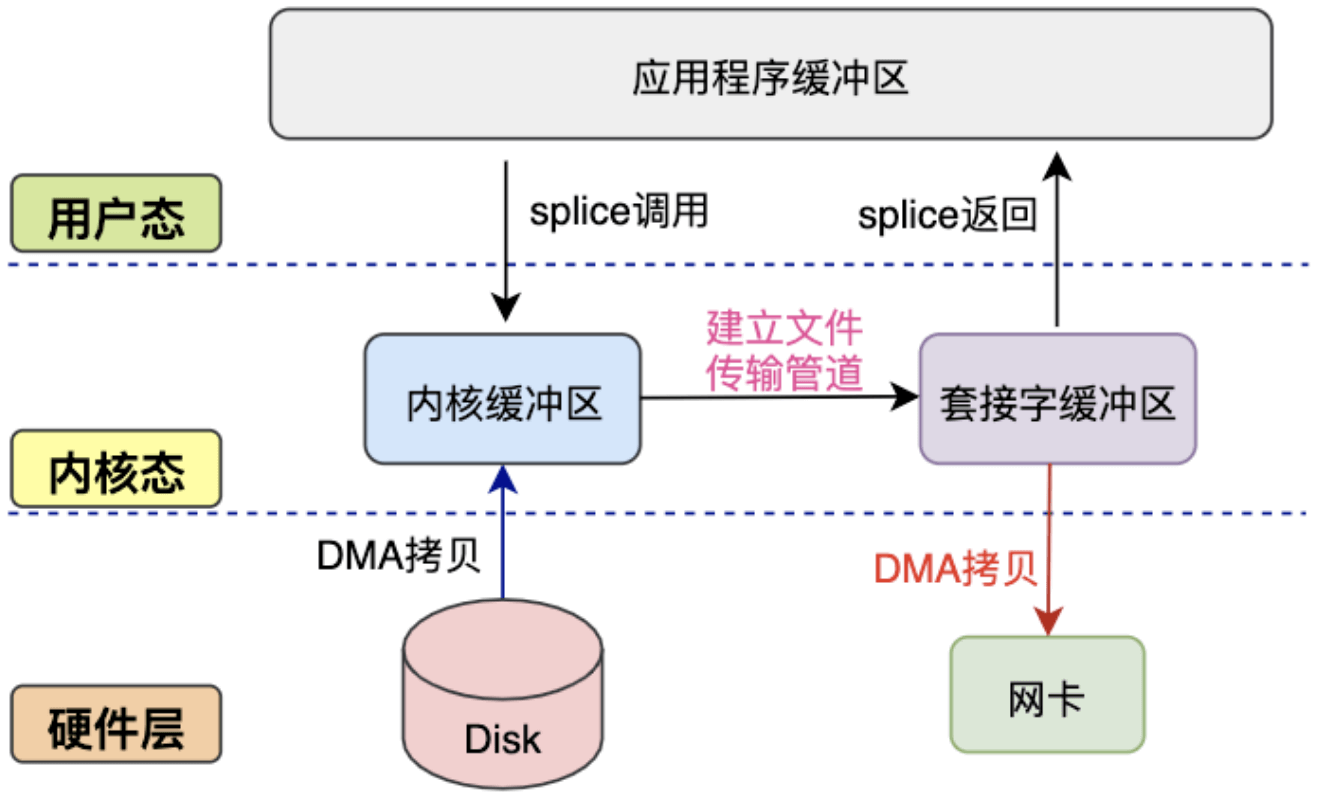 应用程序缓冲区
用户态
splice调用
splice返回
建立文件
传输管道
内核缓冲区
套接字缓冲区
内核态
DMA拷贝
DMA拷贝
硬件层
Disk
网卡